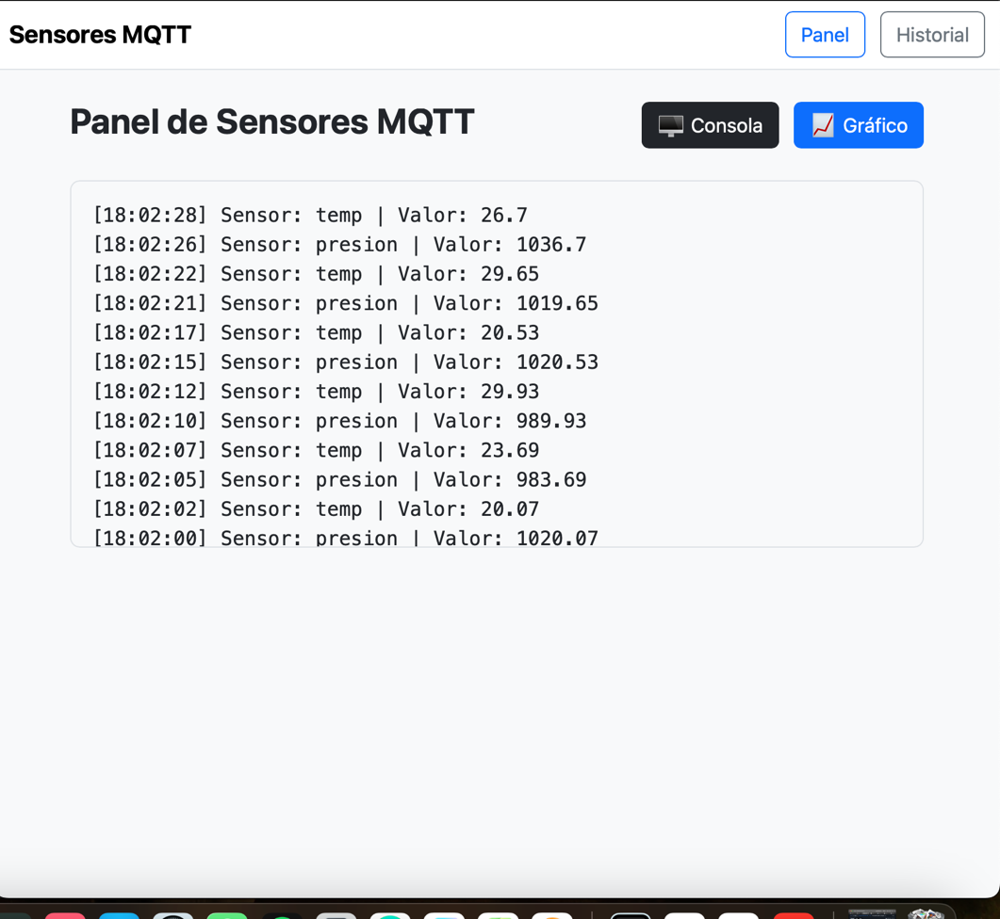 Sensores MQTT
Panel
Historial
Panel de Sensores MQTT
Consola
Gráfico
[18:02:28] Sensor: temp | Valor: 26.7
[18:02:26] Sensor: presion | Valor: 1036.7
[18:02:22] Sensor: temp | Valor: 29.65
[18:02:21] Sensor: presion | Valor: 1019.65
[18:02:17] Sensor: temp | Valor: 20.53
[18:02:15] Sensor: presion | Valor: 1020.53
[18:02:12] Sensor: temp | Valor: 29.93
[18:02:10] Sensor: presion | Valor: 989.93
[18:02:07] Sensor: temp | Valor: 23.69
[18:02:05] Sensor: presion | Valor: 983.69
[18:02:02] Sensor: temp | Valor: 20.07
[18:02:00] Sensor: presion | Valor: 1020.07